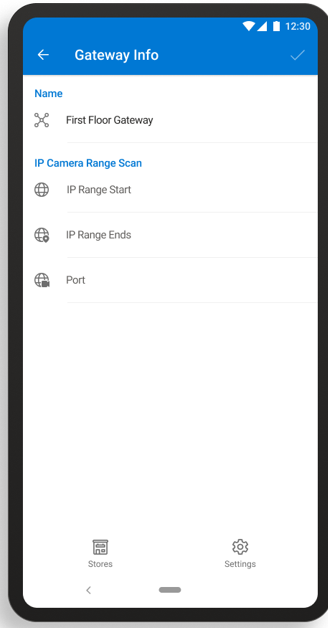 12:30
Gateway Info
Name
First Floor Gateway
IP Camera Range Scan
IP Range Start
IP Range Ends
Port
Stores
Settings